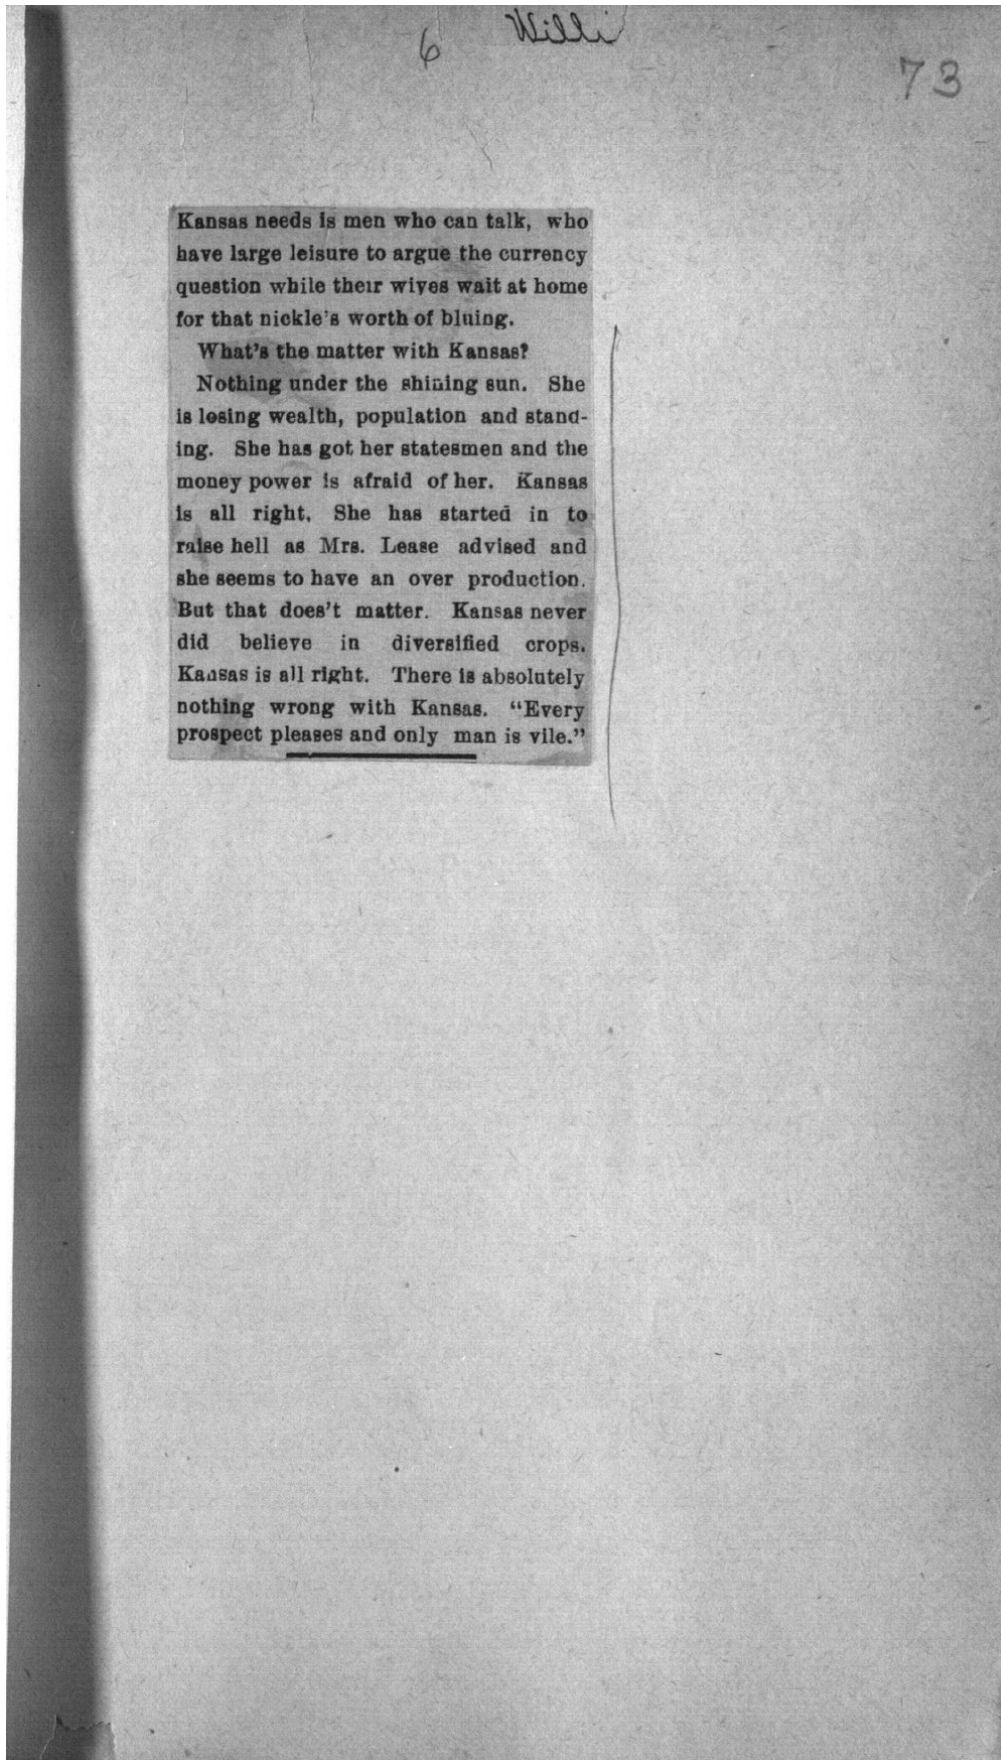 6 Willi
73
Kansas needs is men who can talk, who
have large leisure to argue the currency
question while their wives wait at home
for that nickle's worth of bluing.
What's the matter with Kansas?
Nothing under the shining sun. She
is losing wealth, population and stand-
ing. She has got her statesmen and the
money power is afraid of her. Kansas
is all right. She has started in to
raise hell as Mrs. Lease advised and
she seems to have an over production.
But that does't matter. Kansas never
did believe in diversified crops.
Kansas is all right. There is absolutely
nothing wrong with Kansas. "Every
prospect pleases and only man is vile."